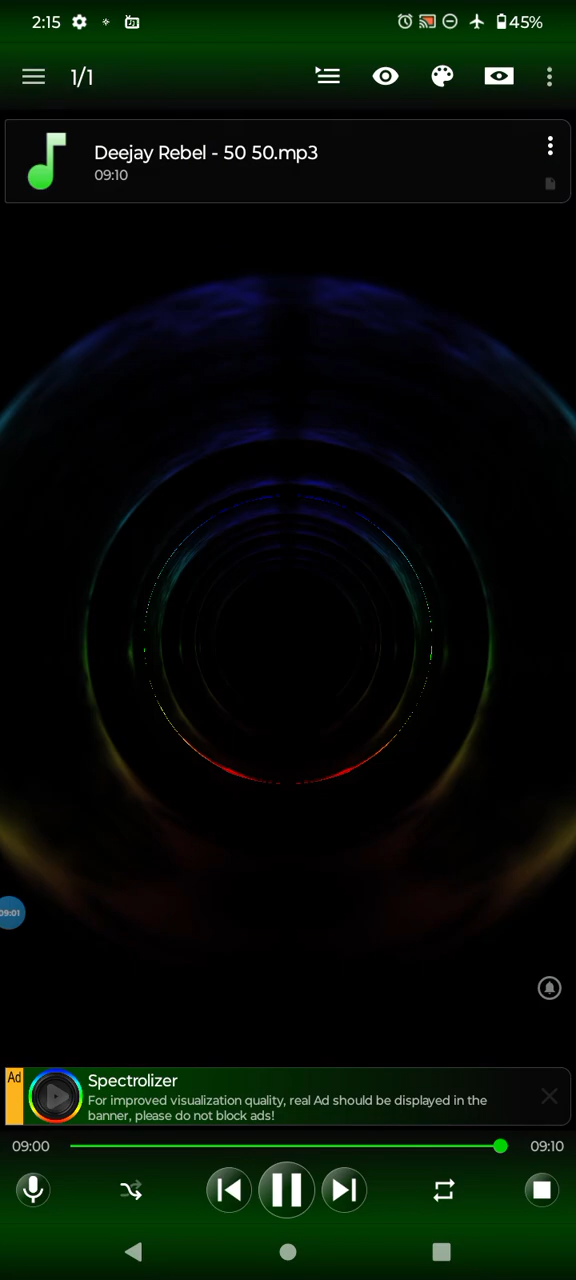 2:15
45%
1/1
Deejay Rebel - 50 50.mp3
09:10
09:01
Ad
Spectrolizer
For improved visualization quality, real Ad should be displayed in the
banner, please do not block ads!
09:00
09:10